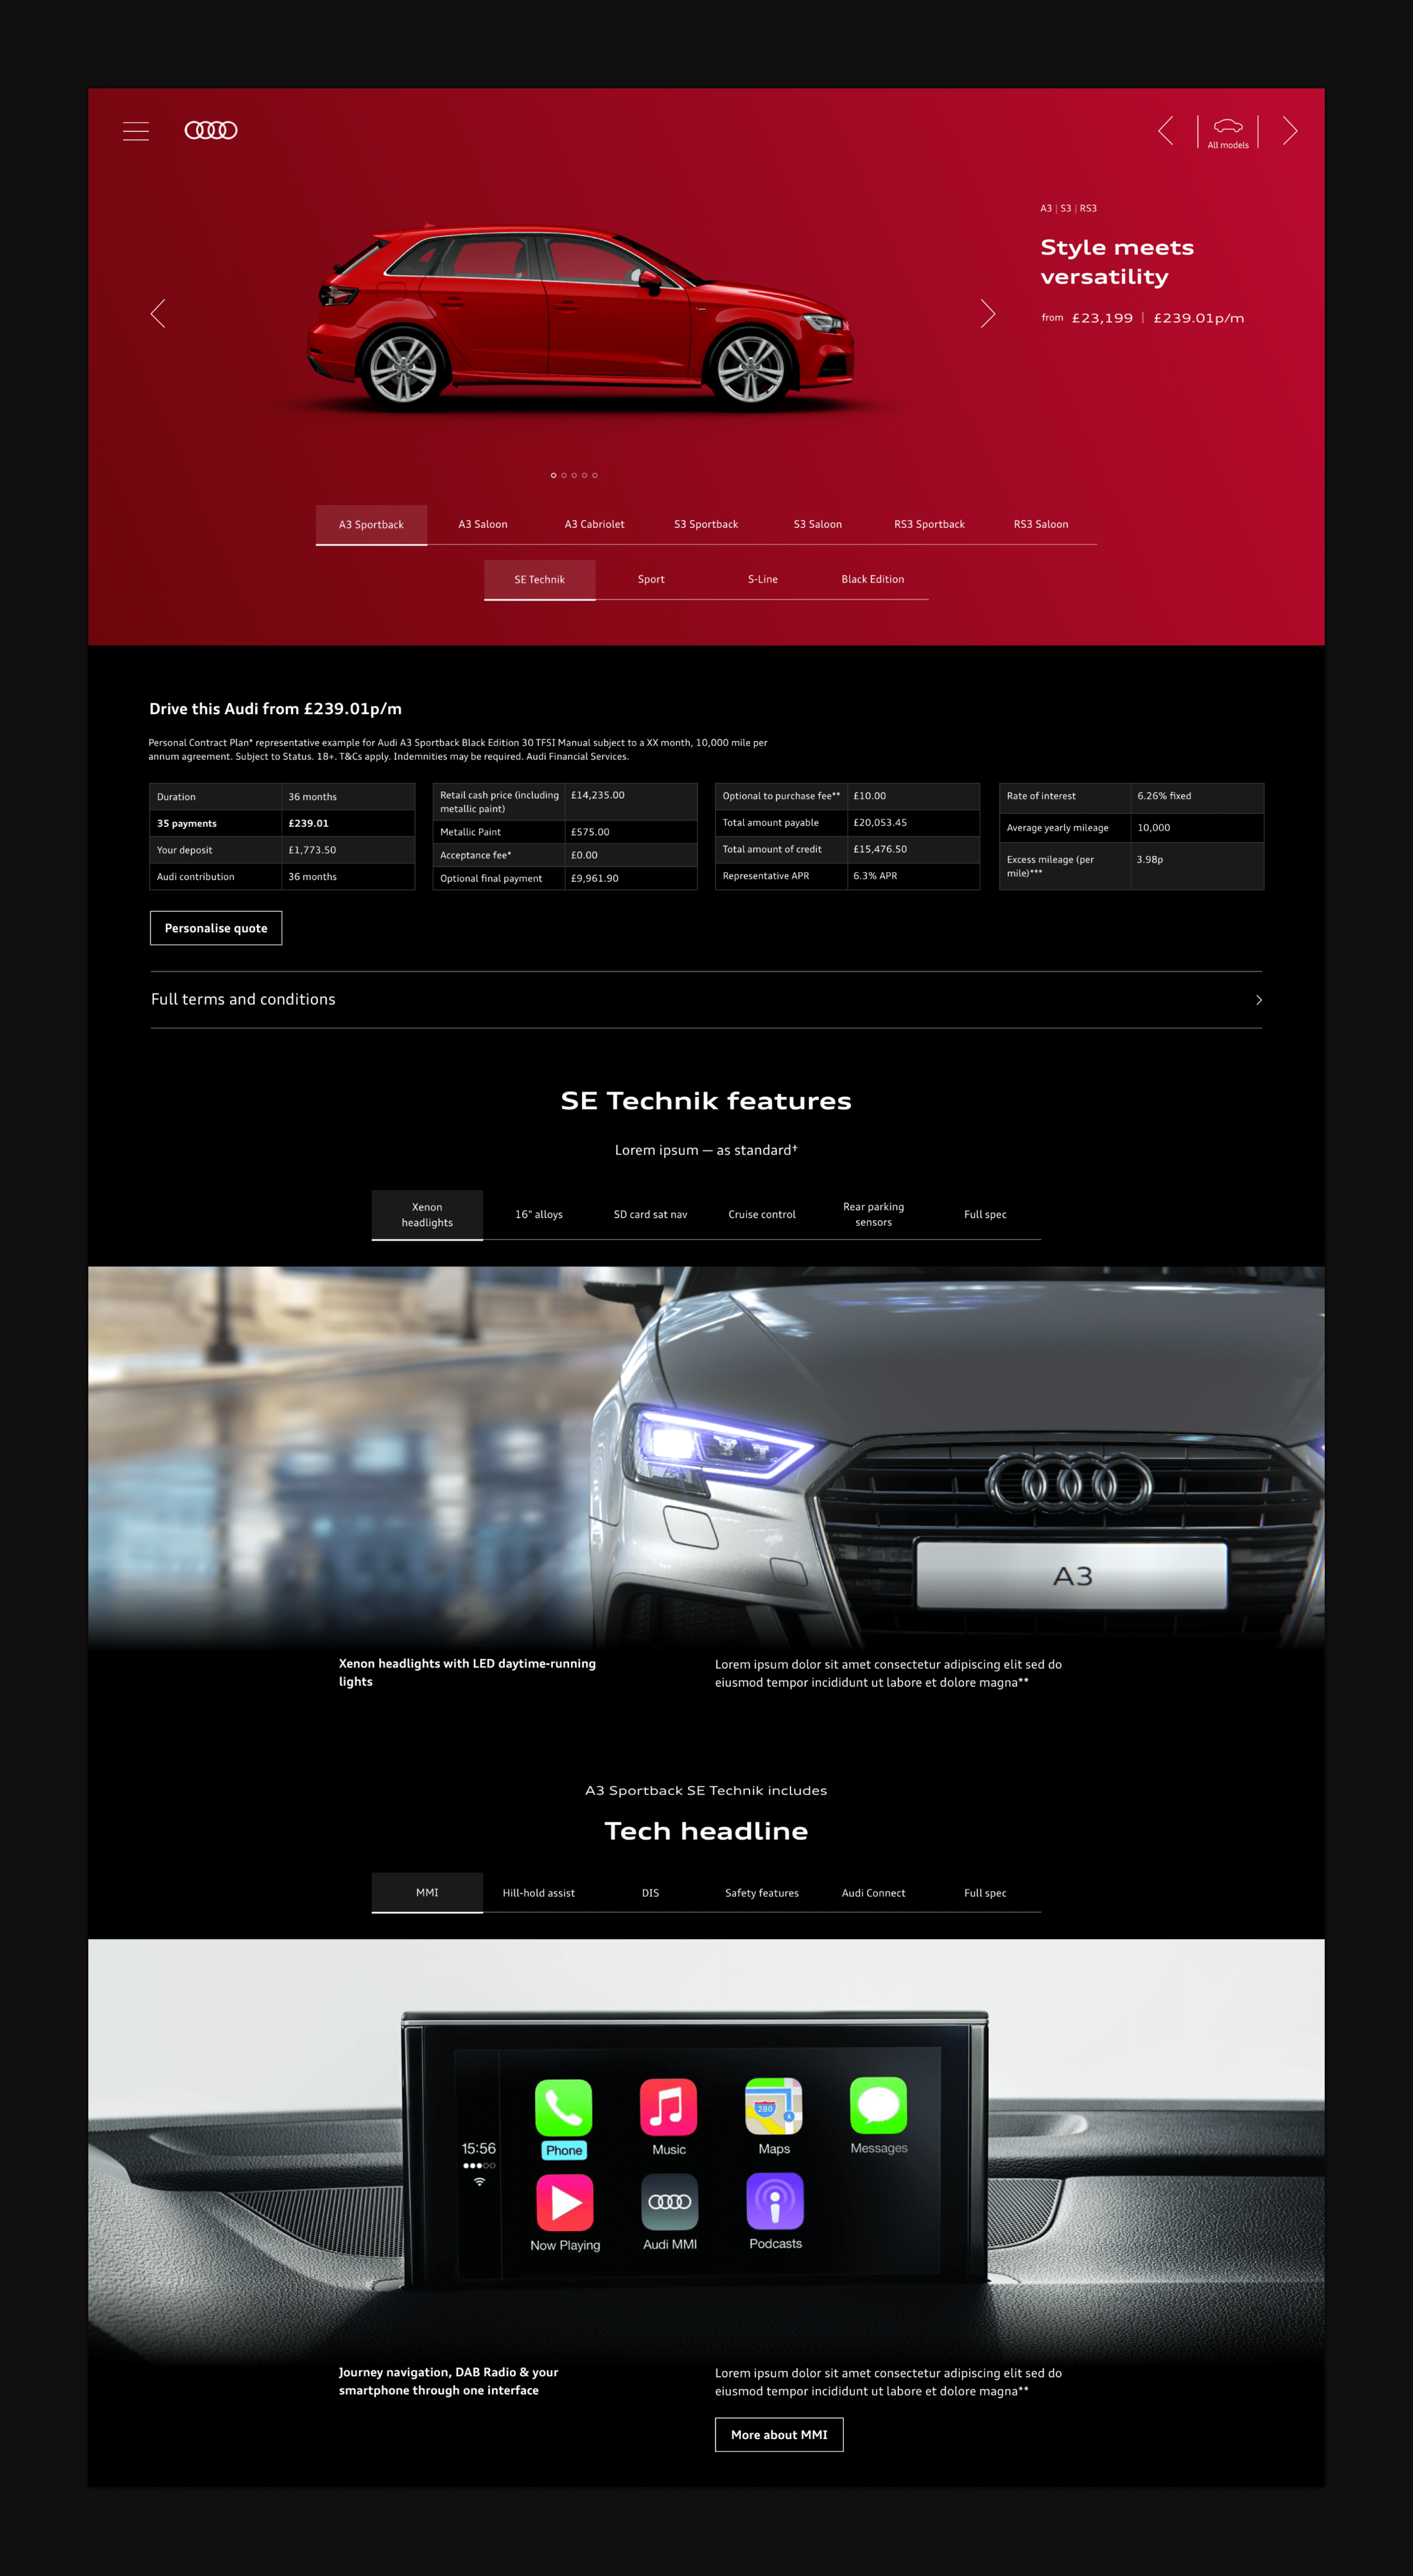 All models
A3 | S3 | RS3
Style meets
versatility
from £23,199 | £239.01p/m
A3 Sportback A3 Saloon A3 Cabriolet S3 Sportback S3 Saloon RS3 Sportback RS3 Saloon
SE Technik Sport S-Line Black Edition
Drive this Audi from £239.01p/m
Personal Contract Plan* representative example for Audi A3 Sportback Black Edition 30 TFSI Manual subject to a XX month, 10,000 mile per
annum agreement. Subject to Status. 18+. T&Cs apply. Indemnities may be required. Audi Financial Services.
Duration 36 months
35 payments £239.01
Your deposit £1,773.50
Audi contribution 36 months
Retail cash price (including £14,235.00
metallic paint)
Metallic Paint £575.00
Acceptance fee* £0.00
Optional final payment £9,961.90
Optional to purchase fee** £10.00
Total amount payable £20,053.45
Total amount of credit £15,476.50
Representative APR 6.3% APR
Rate of interest 6.26% fixed
Average yearly mileage 10,000
Excess mileage (per 3.98p
mile)***
Personalise quote
Full terms and conditions
SE Technik features
Lorem ipsum — as standard†
Xenon
headlights
16" alloys
SD card sat nav
Cruise control
Rear parking
sensors
Full spec
A3
Xenon headlights with LED daytime-running
lights
Lorem ipsum dolor sit amet consectetur adipiscing elit sed do
eiusmod tempor incididunt ut labore et dolore magna**
A3 Sportback SE Technik includes
Tech headline
MMI Hill-hold assist DIS Safety features Audi Connect Full spec
15:56
280
Phone Music Maps Messages
Now Playing Audi MMI Podcasts
Journey navigation, DAB Radio & your
smartphone through one interface
Lorem ipsum dolor sit amet consectetur adipiscing elit sed do
eiusmod tempor incididunt ut labore et dolore magna**
More about MMI